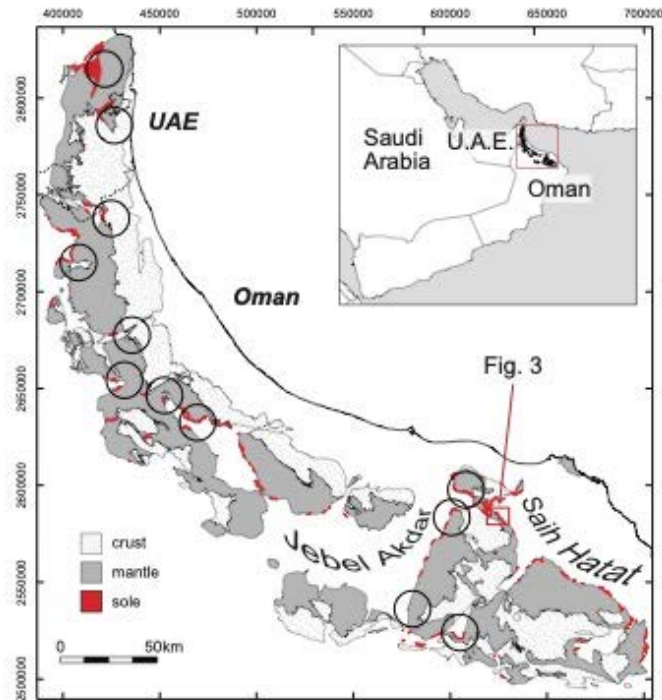 400000 450000 500000 550000 600000 650000 700000
2800000
2750000
2700000
2650000
2600000
2550000
2500000
UAE
Oman
Saudi
Arabia
U.A.E.
Oman
Fig. 3
Jebel Akdar
Saih Hatat
crust
mantle
sole
0 50km